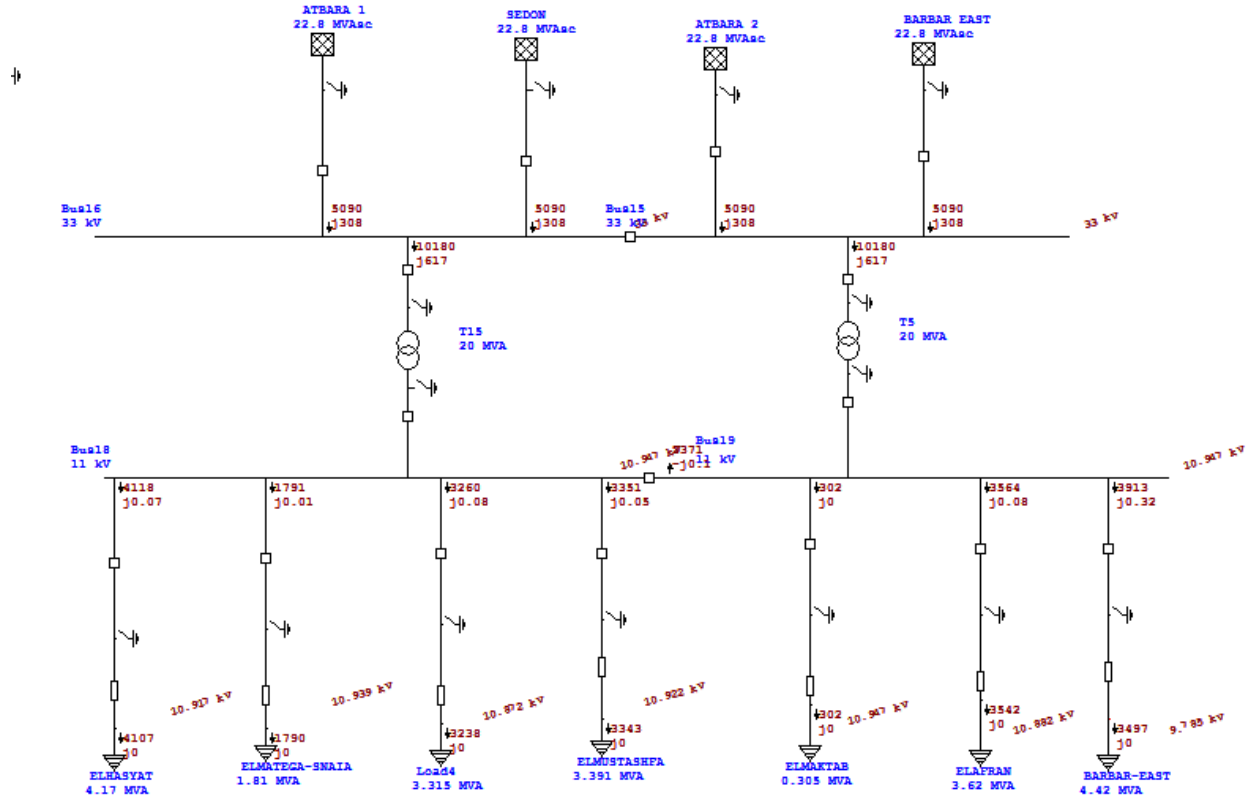 ATBARA 1
22.8 MVAsc
SEDON
22.8 MVAsc
ATBARA 2
22.8 MVAsc
BARBAR EAST
22.8 MVAsc
Bus16
33 kV
5090
j308
5090
j308
Bus15
33 kV
5090
j308
5090
j308
33 kV
10180
j617
10180
j617
T15
20 MVA
T5
20 MVA
Bus18
11 kV
10.947 kV
Bus19
11 kV
-j0.1
10.947 kV
4118
j0.07
1791
j0.01
3260
j0.08
3351
j0.05
302
j0
3564
j0.08
3913
j0.32
10.917 kV
10.939 kV
10.872 kV
10.922 kV
10.947 kV
10.882 kV
9.785 kV
4107
j0
1790
j0
3238
j0
3343
j0
302
j0
3542
j0
3497
j0
ELHASYAT
4.17 MVA
ELMATEGA-SNAIA
1.81 MVA
Load4
3.315 MVA
ELMUSTASHFA
3.391 MVA
ELMAKTAB
0.305 MVA
ELAFRAN
3.62 MVA
BARBAR-EAST
4.42 MVA